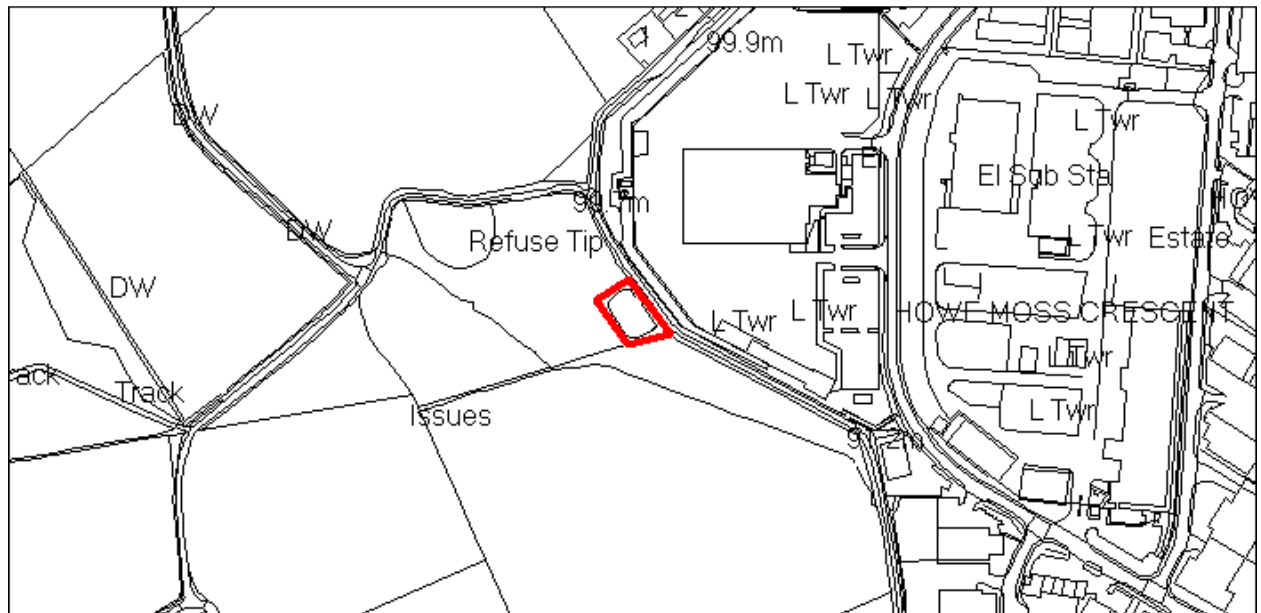 99.9m
L Twr
L Twr
L Twr
DW
L Twr
El Sub Sta
DW
Refuse Tip
L Twr
Estate
DW
L Twr
L Twr
HOWE MOSS CRESCENT
L Twr
Track
Issues
L Twr